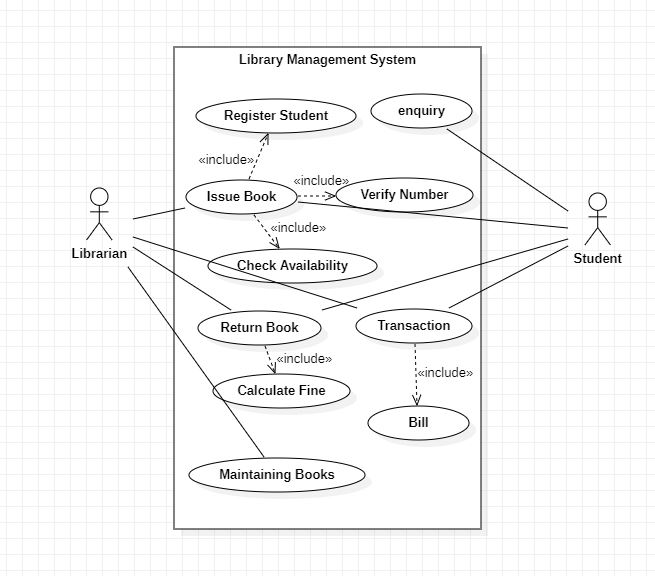 Library Management System
Register Student
enquiry
«include»
«include»
Issue Book
Verify Number
«include»
Librarian
Student
Check Availability
Return Book
Transaction
«include»
«include»
Calculate Fine
Bill
Maintaining Books